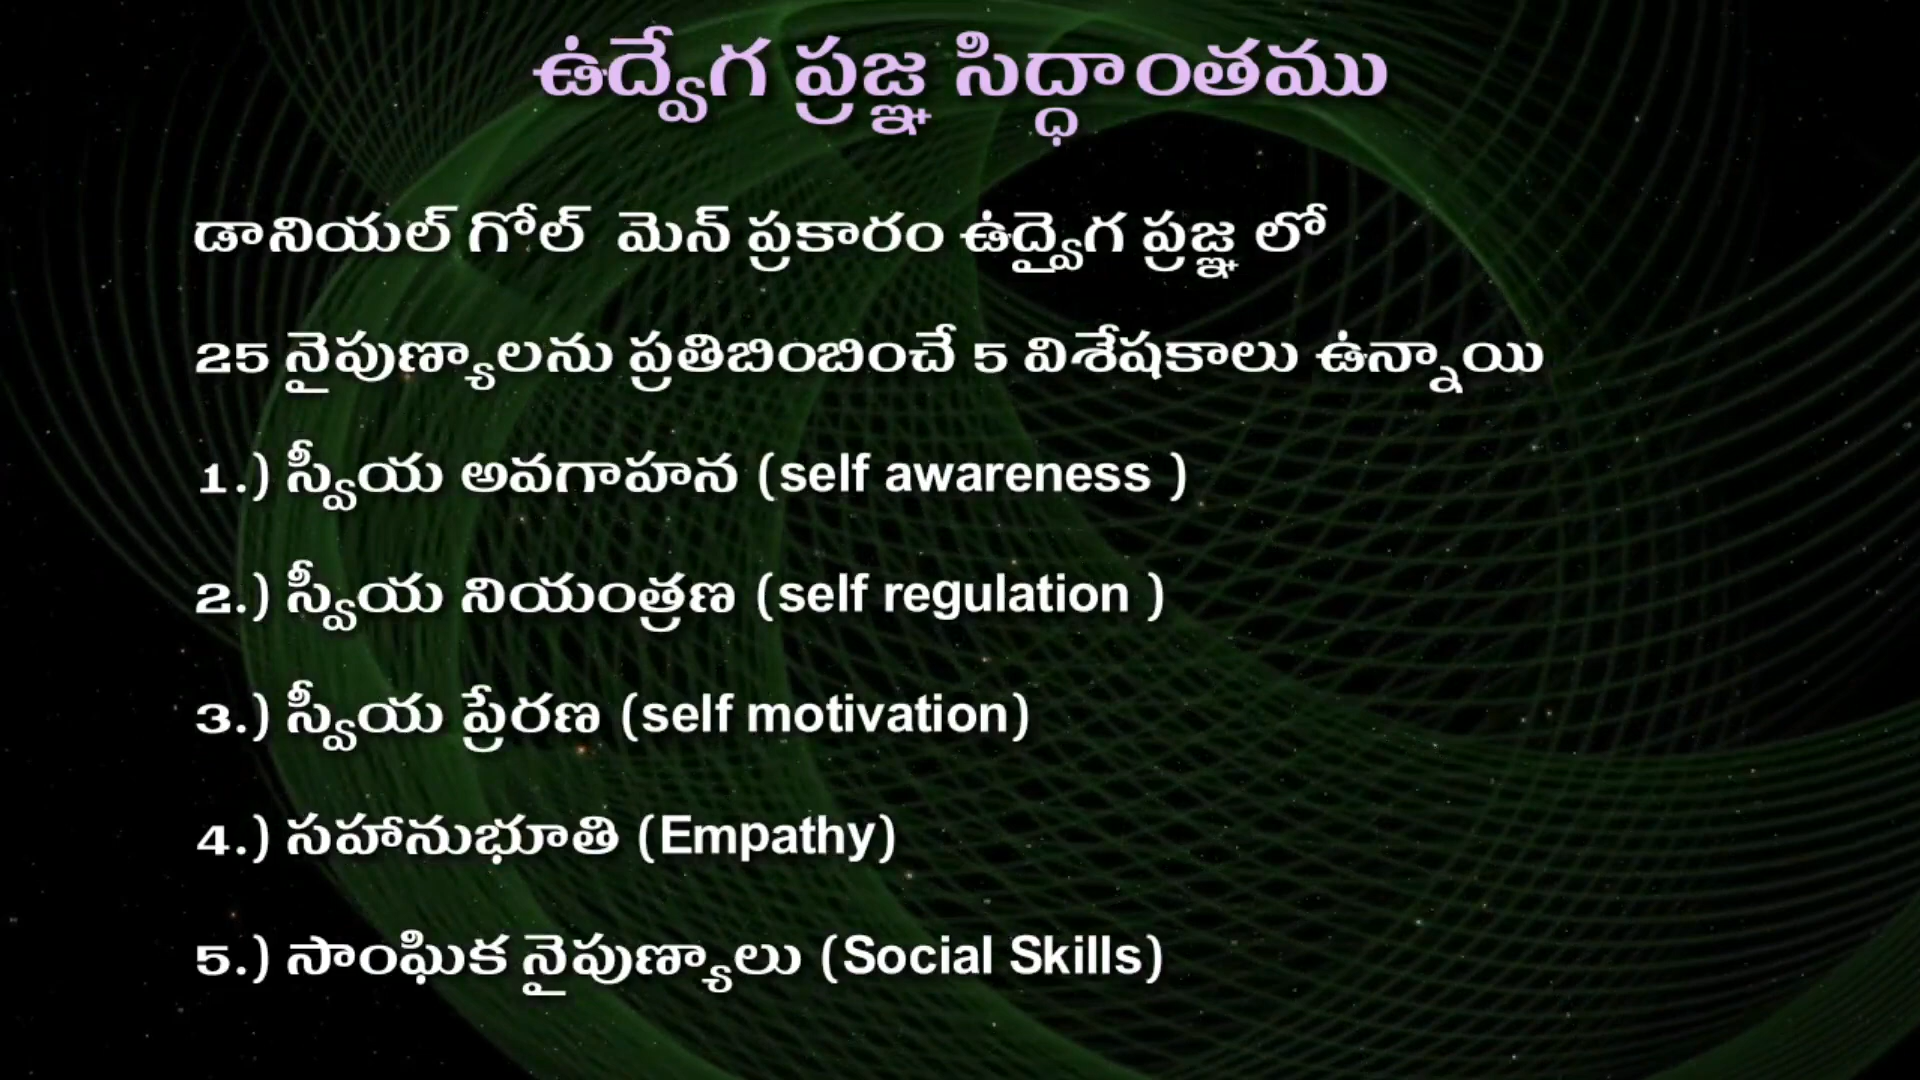 ఉద్వేగ ప్రజ్ఞ సిద్ధాంతము
డానియల్ గోల్ మెన్ ప్రకారం ఉద్వైగ ప్రజ్ఞ లో
25 నైపుణ్యాలను ప్రతిబింబించే 5 విశేషకాలు ఉన్నాయి
1.) స్వీయ అవగాహన (self awareness )
2.) స్వీయ నియంత్రణ (self regulation )
3.) స్వీయ ప్రేరణ (self motivation)
4.) సహానుభూతి (Empathy)
5.) సాంఘిక నైపుణ్యాలు (Social Skills)